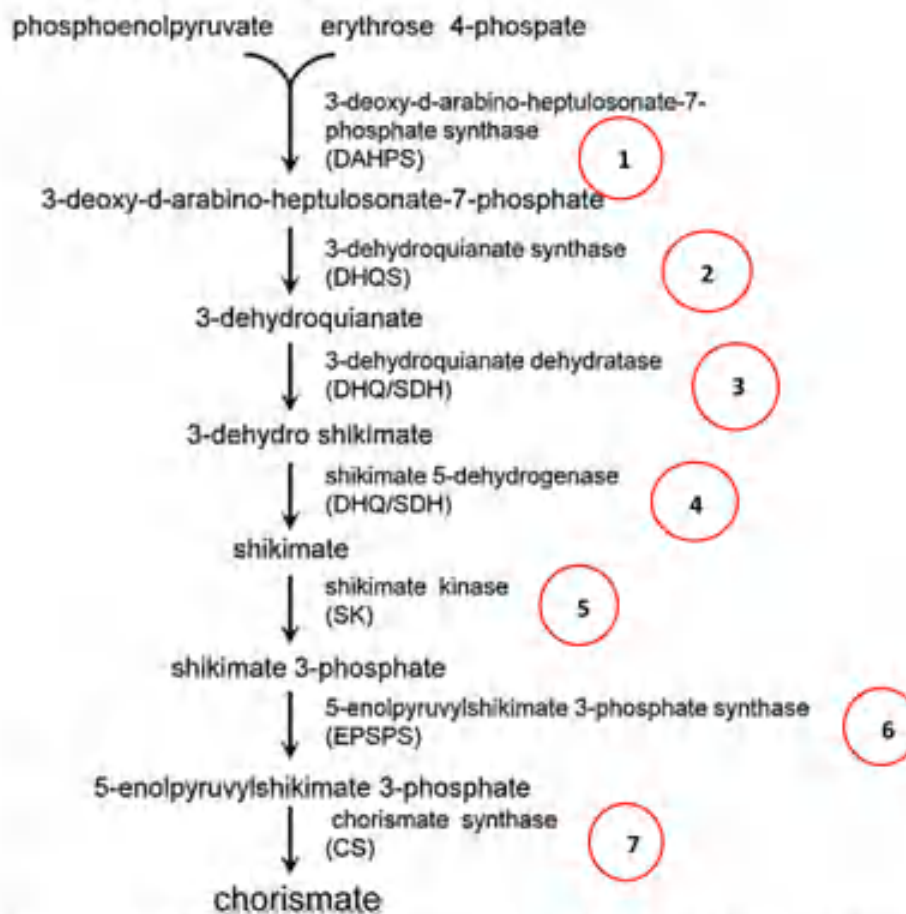 phosphoenolpyruvate erythrose 4-phospate
3-deoxy-d-arabino-heptulosonate-7-
phosphate synthase
(DAHPS)
1
3-deoxy-d-arabino-heptulosonate-7-phosphate
3-dehydroquianate synthase
(DHQS)
2
3-dehydroquianate
3-dehydroquianate dehydratase
(DHQ/SDH)
3
3-dehydro shikimate
shikimate 5-dehydrogenase
(DHQ/SDH)
4
shikimate
shikimate kinase
(SK)
5
shikimate 3-phosphate
5-enolpyruvylshikimate 3-phosphate synthase
(EPSPS)
6
5-enolpyruvylshikimate 3-phosphate
chorismate synthase
(CS)
7
chorismate